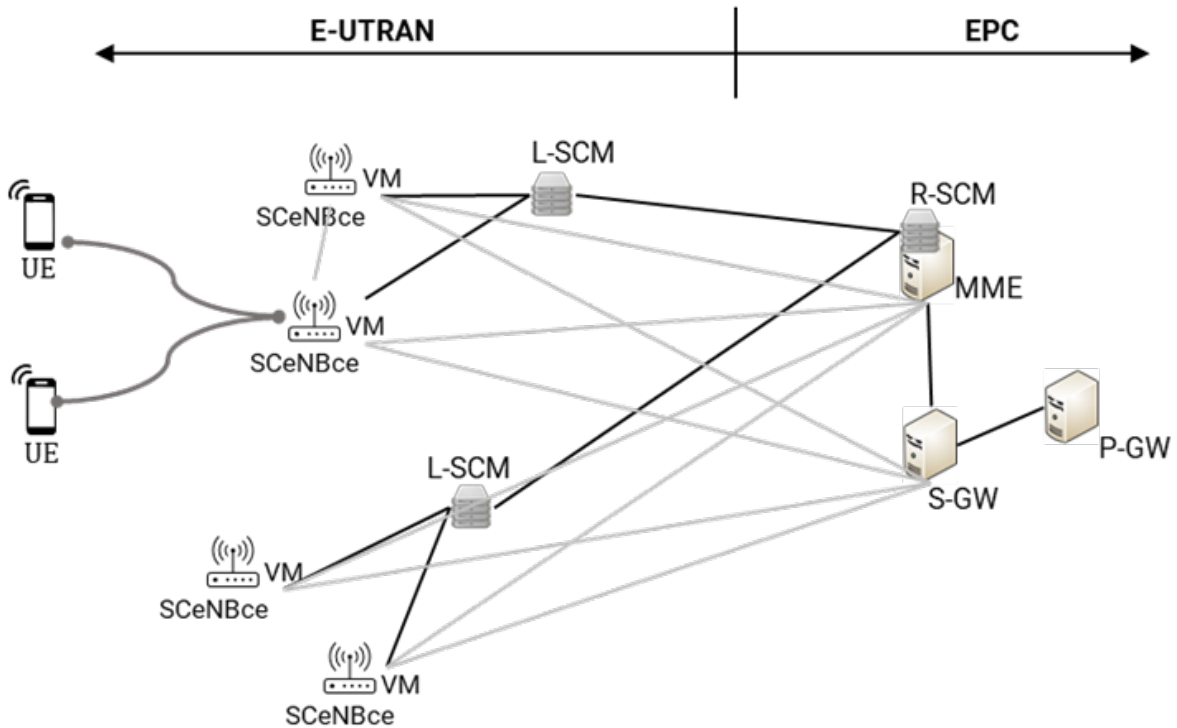 E-UTRAN
EPC
L-SCM
VM
SCeNBce
R-SCM
MME
UE
VM
SCeNBce
UE
P-GW
L-SCM
S-GW
VM
SCeNBce
VM
SCeNBce